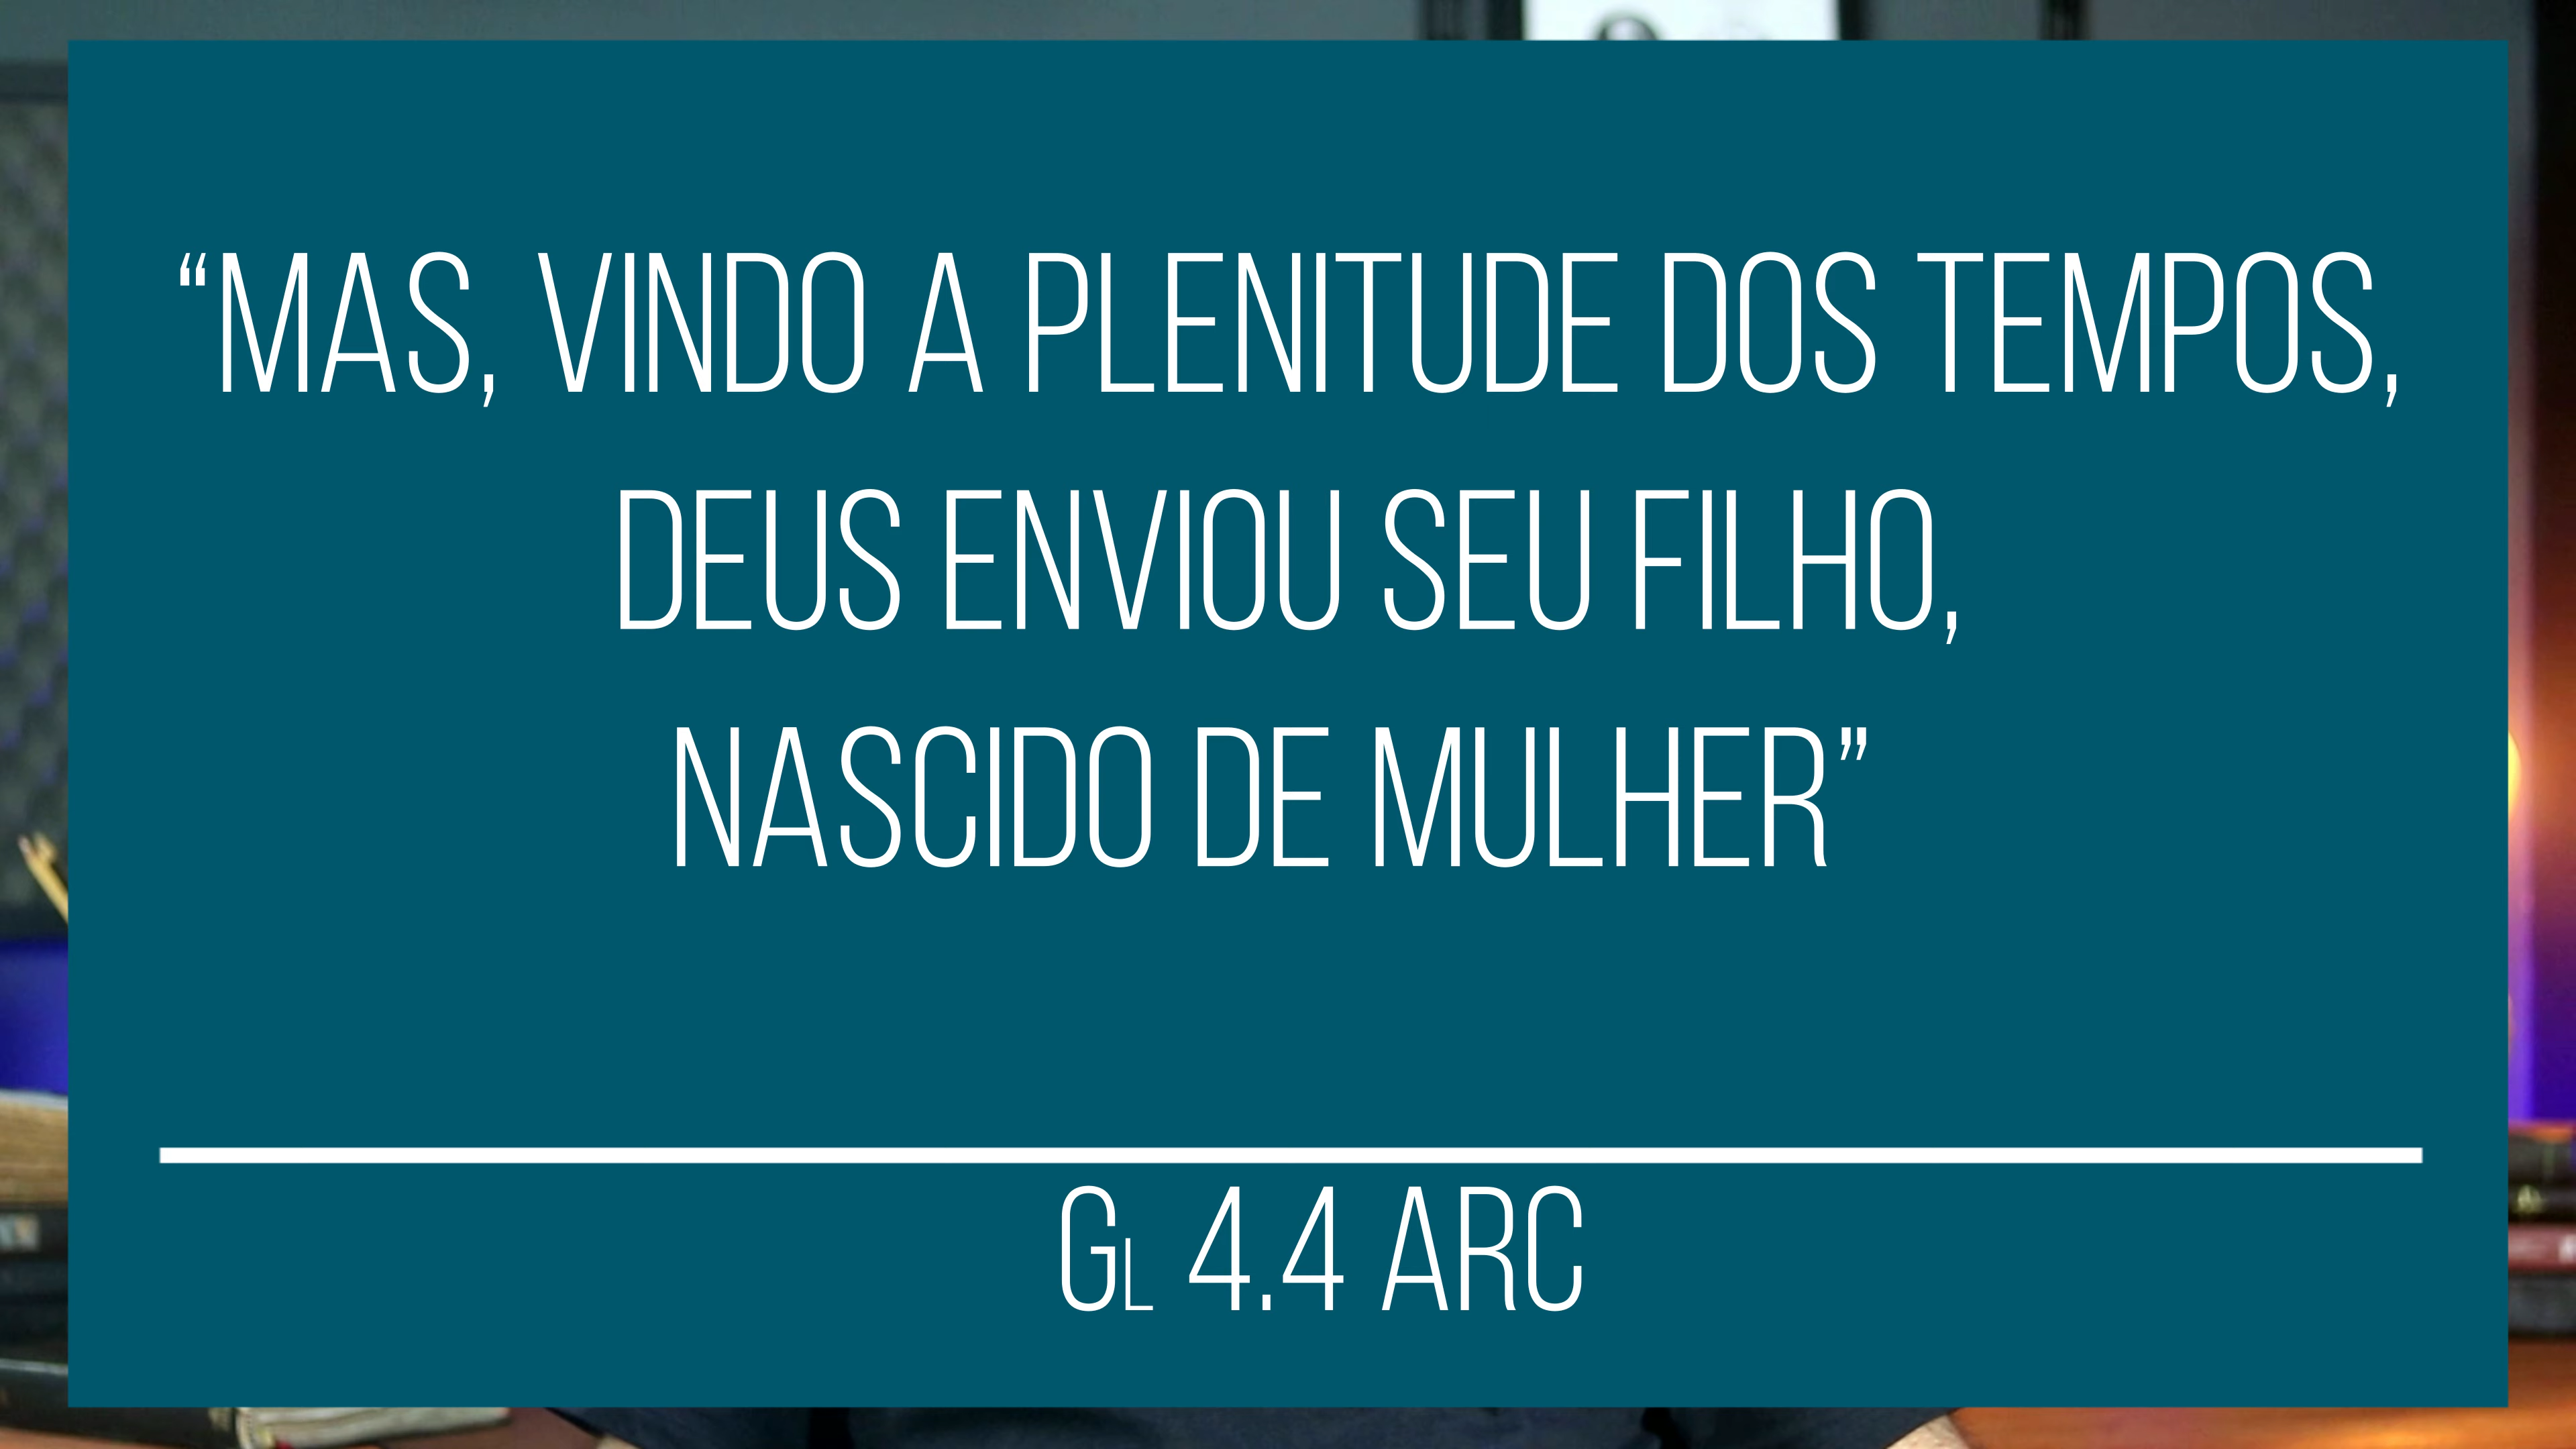 “MAS, VINDO A PLENITUDE DOS TEMPOS,
DEUS ENVIOU SEU FILHO,
NASCIDO DE MULHER”
GL 4.4 ARC